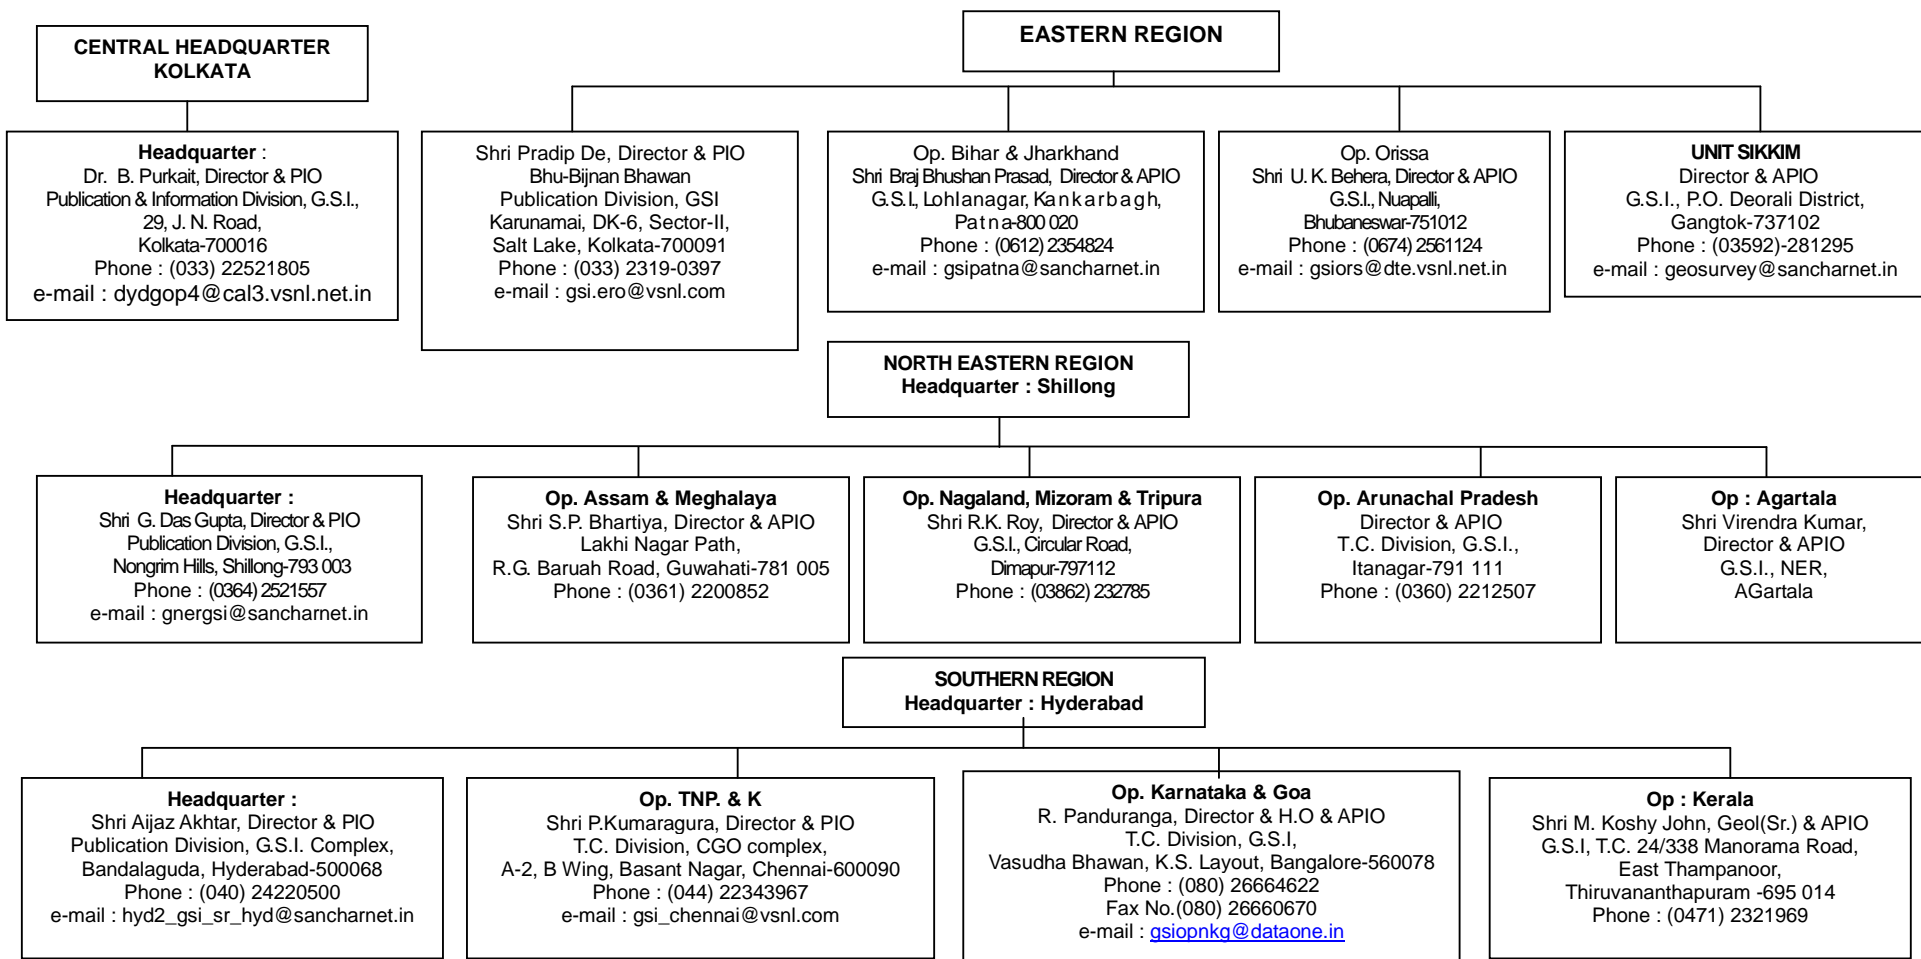 CENTRAL HEADQUARTER
KOLKATA
EASTERN REGION
Headquarter :
Dr. B. Purkait, Director & PIO
Publication & Information Division, G.S.I.,
29, J. N. Road,
Kolkata-700016
Phone : (033) 22521805
e-mail : dydgop4@cal3.vsnl.net.in
Shri Pradip De, Director & PIO
Bhu-Bijnan Bhawan
Publication Division, GSI
Karunamai, DK-6, Sector-II,
Salt Lake, Kolkata-700091
Phone : (033) 2319-0397
e-mail : gsi.ero@vsnl.com
Op. Bihar & Jharkhand
Shri Braj Bhushan Prasad, Director & APIO
G.S.I., Lohlanagar, Kankarbagh,
Patna-800 020
Phone : (0612) 2354824
e-mail : gsipatna@sancharnet.in
Op. Orissa
Shri U. K. Behera, Director & APIO
G.S.I., Nuapalli,
Bhubaneswar-751012
Phone : (0674) 2561124
e-mail : gsiors@dte.vsnl.net.in
UNIT SIKKIM
Director & APIO
G.S.I., P.O. Deorali District,
Gangtok-737102
Phone : (03592)-281295
e-mail : geosurvey@sancharnet.in
NORTH EASTERN REGION
Headquarter : Shillong
Headquarter :
Shri G. Das Gupta, Director & PIO
Publication Division, G.S.I.,
Nongrim Hills, Shillong-793 003
Phone : (0364) 2521557
e-mail : gnergsi@sancharnet.in
Op. Assam & Meghalaya
Shri S.P. Bhartiya, Director & APIO
Lakhi Nagar Path,
R.G. Baruah Road, Guwahati-781 005
Phone : (0361) 2200852
Op. Nagaland, Mizoram & Tripura
Shri R.K. Roy, Director & APIO
G.S.I., Circular Road,
Dimapur-797112
Phone : (03862) 232785
Op. Arunachal Pradesh
Director & APIO
T.C. Division, G.S.I.,
Itanagar-791 111
Phone : (0360) 2212507
Op : Agartala
Shri Virendra Kumar,
Director & APIO
G.S.I., NER,
AGartala
SOUTHERN REGION
Headquarter : Hyderabad
Headquarter :
Shri Aijaz Akhtar, Director & PIO
Publication Division, G.S.I. Complex,
Bandalaguda, Hyderabad-500068
Phone : (040) 24220500
e-mail : hyd2_gsi_sr_hyd@sancharnet.in
Op. TNP. & K
Shri P.Kumaragura, Director & PIO
T.C. Division, CGO complex,
A-2, B Wing, Basant Nagar, Chennai-600090
Phone : (044) 22343967
e-mail : gsi_chennai@vsnl.com
Op. Karnataka & Goa
R. Panduranga, Director & H.O & APIO
T.C. Division, G.S.I,
Vasudha Bhawan, K.S. Layout, Bangalore-560078
Phone : (080) 26664622
Fax No.(080) 26660670
e-mail : gsiopnkg@dataone.in
Op : Kerala
Shri M. Koshy John, Geol(Sr.) & APIO
G.S.I, T.C. 24/338 Manorama Road,
East Thampanoor,
Thiruvananthapuram -695 014
Phone : (0471) 2321969